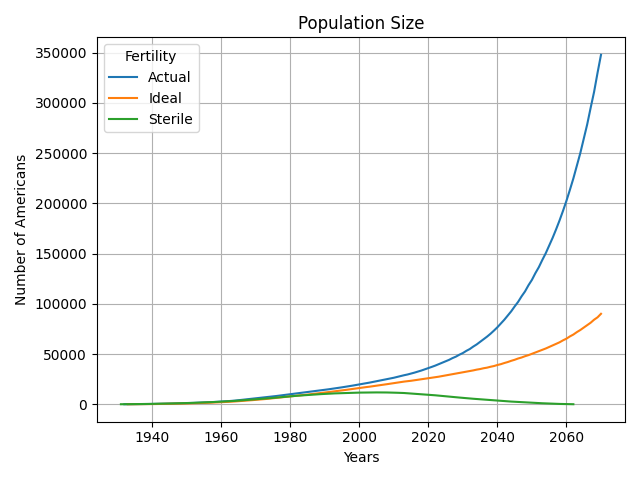 Population Size
Fertility
Actual
Ideal
Sterile
Number of Americans
350000
300000
250000
200000
150000
100000
50000
0
1940 1960 1980 2000 2020 2040 2060
Years